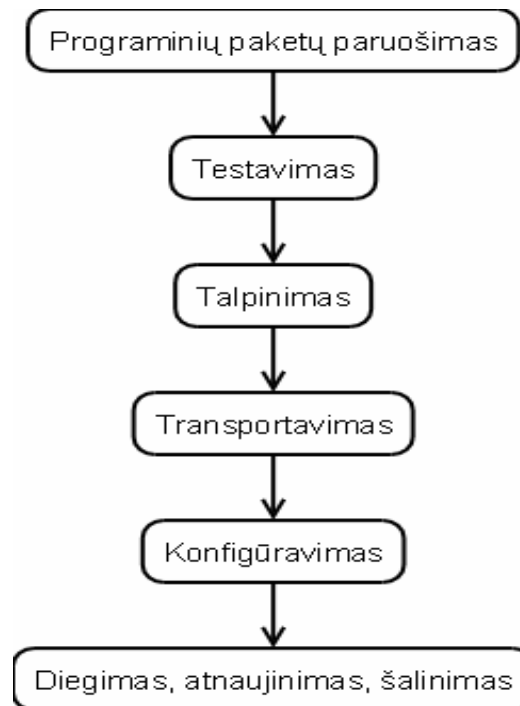 Programinių paketų paruošimas
Testavimas
Talpinimas
Transportavimas
Konfigūravimas
Diegimas, atnaujinimas, šalinimas